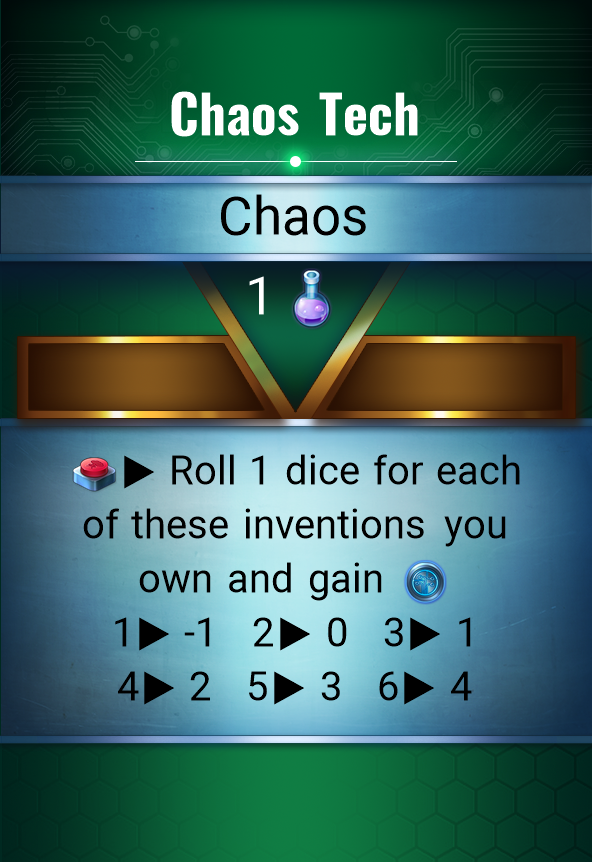 Chaos Tech
Chaos
1
▶ Roll 1 dice for each
of these inventions you
own and gain
1▶ -1 2▶ 0 3▶ 1
4▶ 2 5▶ 3 6▶ 4